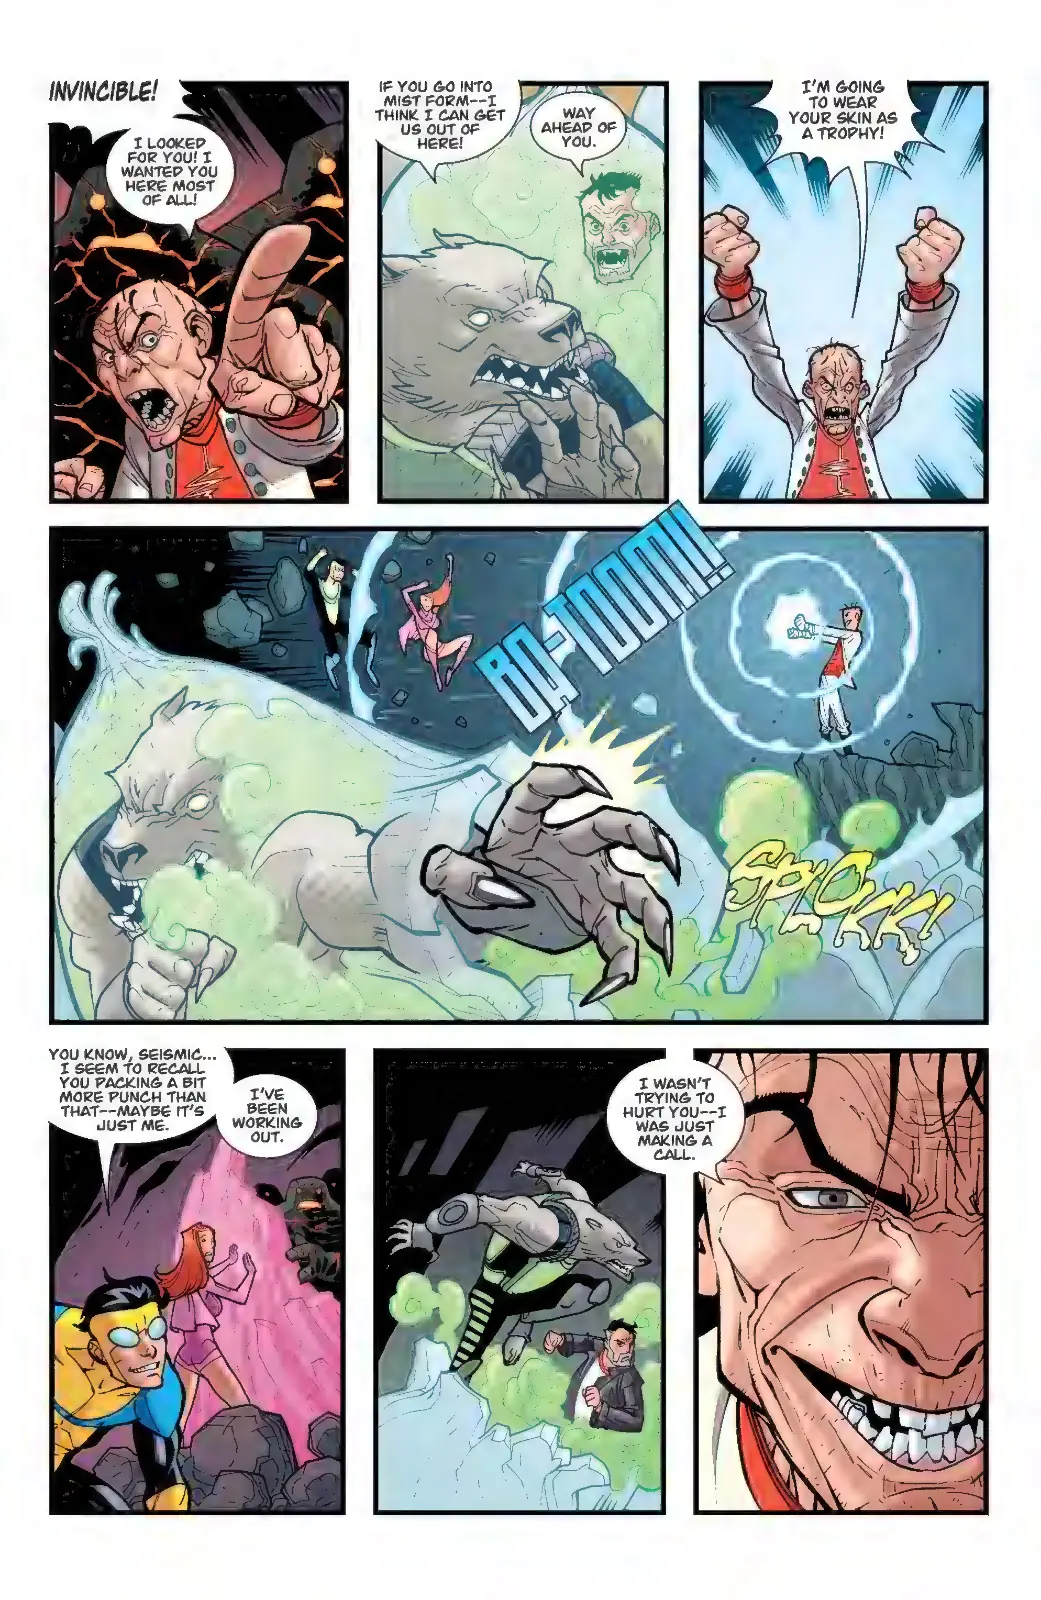 INVINCIBLE!
I LOOKED
FOR YOU! I
WANTED YOU
HERE MOST
OF ALL!
IF YOU GO INTO
MIST FORM--I
THINK I CAN GET
US OUT OF
HERE!
WAY
AHEAD OF
YOU.
I'M GOING
TO WEAR
YOUR SKIN AS
A TROPHY!
BA-TOOM!!
SPLOKK!
YOU KNOW, SEISMIC...
I SEEM TO RECALL
YOU PACKING A BIT
MORE PUNCH THAN
THAT--MAYBE IT'S
JUST ME.
I'VE
BEEN
WORKING
OUT.
I WASN'T
TRYING TO
HURT YOU--I
WAS JUST
MAKING A
CALL.